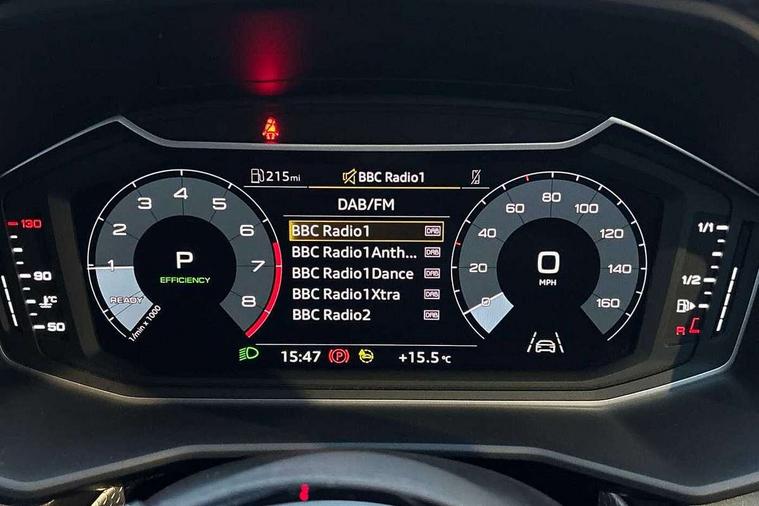 215mi BBC Radio1
DAB/FM
BBC Radio1 DAB
BBC Radio1Anth... DAB
BBC Radio1Dance DAB
BBC Radio1Xtra DAB
BBC Radio2 DAB
1 2 3 4 5 6 7 8
P
EFFICIENCY
READY
1/min x 1000
0 20 40 60 80 100 120 140 160
0
MPH
130
90
°C
50
1/1
1/2
R
15:47 (P) +15.5°C